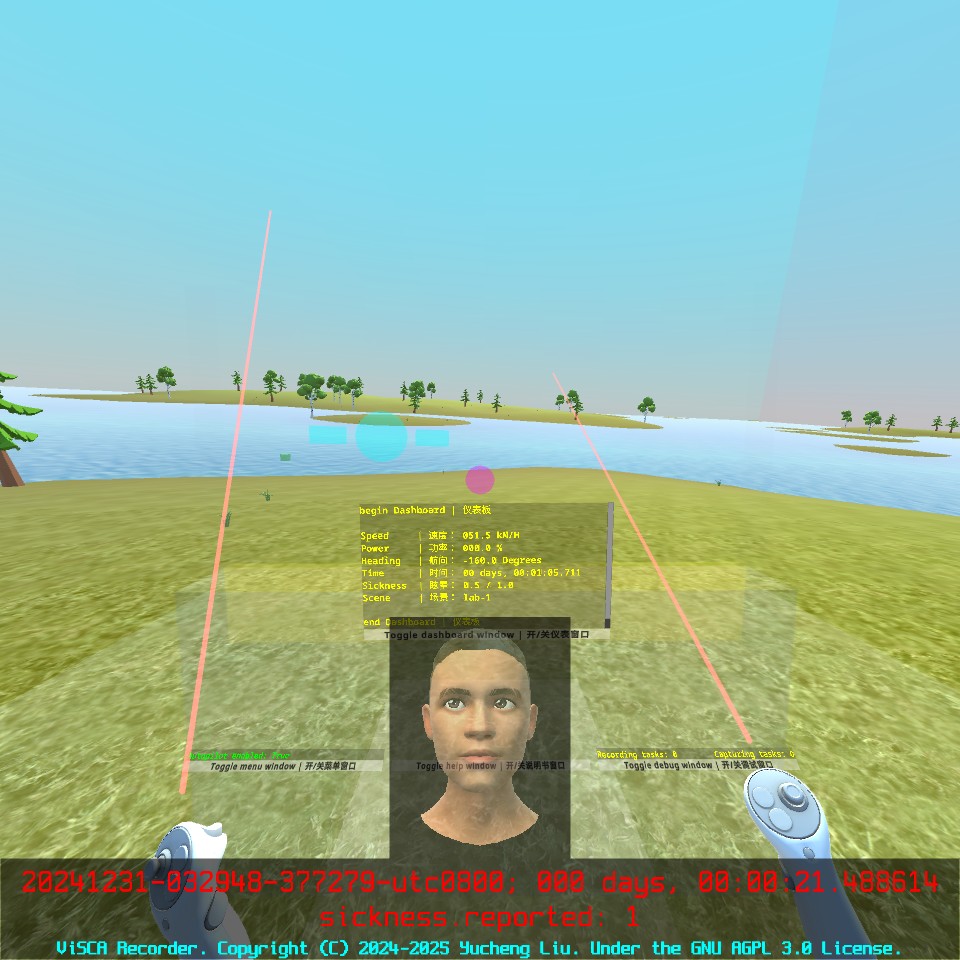 begin Dashboard | 仪表板
Speed | 速度： 051.5 kM/H
Power | 功率： 000.0 %
Heading | 航向： -160.0 Degrees
Time | 时间： 00 days, 00:01:05.711
Sickness | 眩晕： 0.5 / 1.0
Scene | 场景： lab-1
end Dashboard | 仪表板
Toggle dashboard window | 开/关仪表窗口
enabled. True
Recording tasks: 0 Capturing tasks: 0
Toggle menu window | 开/关菜单窗口
Toggle help window | 开/关说明书窗口
Toggle debug window | 开/关调试窗口
20241231-032948-377279-utc0800; 000 days, 00:00:21.488614
sickness.reported: 1
ViSCA Recorder. Copyright (C) 2024-2025 Yucheng Liu. Under the GNU AGPL 3.0 License.